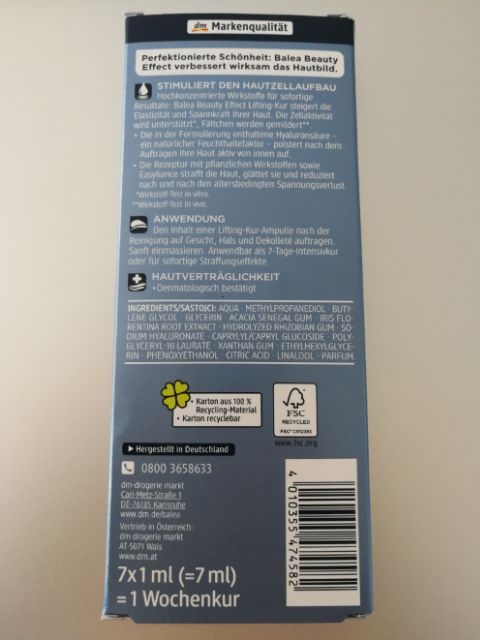 dm Markenqualität
Perfektionierte Schönheit: Balea Beauty
Effect verbessert wirksam das Hautbild.
STIMULIERT DEN HAUTZELLAUFBAU
Hochkonzentrierte Wirkstoffe für sofortige
Resultate: Balea Beauty Effect Lifting-Kur steigert die
Elastizität und Spannkraft Ihrer Haut. Die Zellaktivität
wird unterstützt*, Fältchen werden gemildert**.
• Die in der Formulierung enthaltene Hyaluronsäure –
ein natürlicher Feuchthaltefaktor – polstert nach dem
Auftragen Ihre Haut aktiv von innen auf.
• Die Rezeptur mit pflanzlichen Wirkstoffen sowie
Easyliance strafft die Haut, glättet sie und reduziert
nach und nach den altersbedingten Spannungsverlust.
*Wirkstoff-Test in vitro.
**Wirkstoff-Test in vivo.
ANWENDUNG
Den Inhalt einer Lifting-Kur-Ampulle nach der
Reinigung auf Gesicht, Hals und Dekolleté auftragen.
Sanft einmassieren. Anwendbar als 7-Tage-Intensivkur
oder für sofortige Straffungseffekte.
HAUTVERTRÄGLICHKEIT
• Dermatologisch bestätigt
INGREDIENTS/SASTOJCI: AQUA · METHYLPROPANEDIOL · BUTY-
LENE GLYCOL · GLYCERIN · ACACIA SENEGAL GUM · IRIS FLO-
RENTINA ROOT EXTRACT · HYDROLYZED RHIZOBIAN GUM · SO-
DIUM HYALURONATE · CAPRYLYL/CAPRYL GLUCOSIDE · POLY-
GLYCERYL-10 LAURATE · XANTHAN GUM · ETHYLHEXYLGLYCE-
RIN · PHENOXYETHANOL · CITRIC ACID · LINALOOL · PARFUM.
• Karton aus 100 %
Recycling-Material
• Karton recyclebar
FSC
RECYCLED
www.fsc.org
Hergestellt in Deutschland
0800 3658633
dm-drogerie markt
Carl-Metz-Straße 1
DE-76185 Karlsruhe
www.dm.de/balea
Vertrieb in Österreich:
dm drogerie markt
AT-5071 Wals
www.dm.at
7x1 ml (=7 ml)
= 1 Wochenkur
4 010355 474582